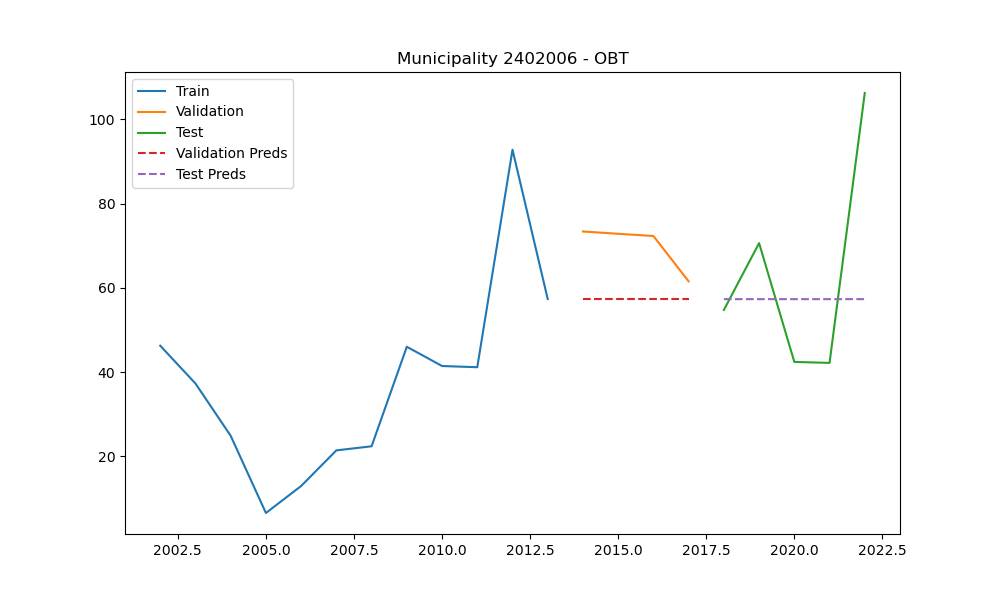 Municipality 2402006 - OBT
Train
Validation
Test
Validation Preds
Test Preds
100
80
60
40
20
2002.5 2005.0 2007.5 2010.0 2012.5 2015.0 2017.5 2020.0 2022.5